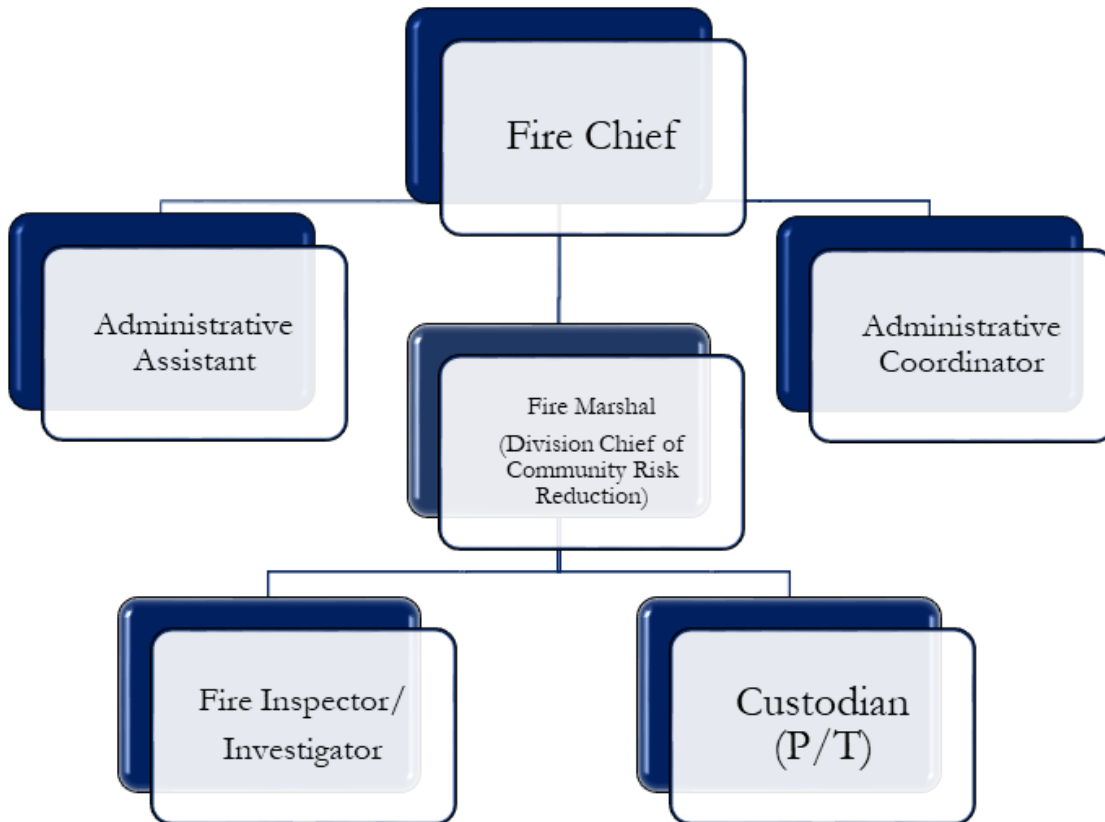 Fire Chief
Administrative
Assistant
Administrative
Coordinator
Fire Marshal
(Division Chief of
Community Risk
Reduction)
Fire Inspector/
Investigator
Custodian
(P/T)